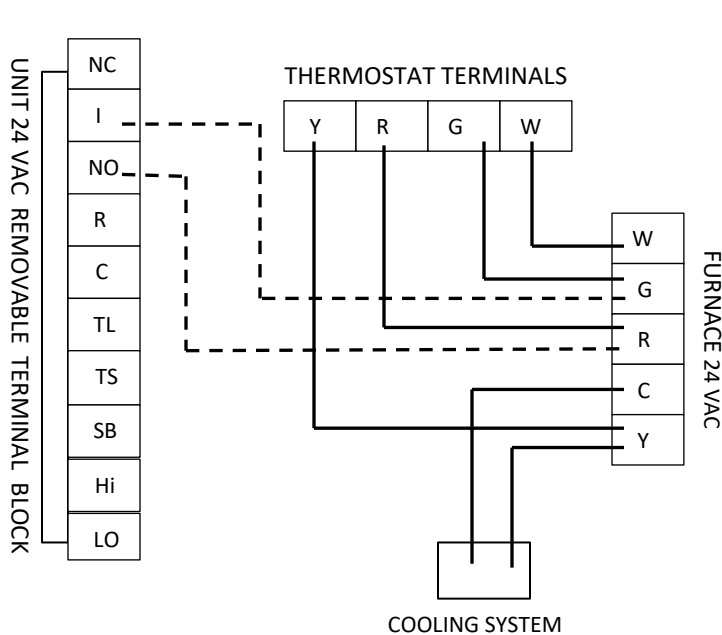 UNIT 24 VAC REMOVABLE TERMINAL BLOCK
NC
I
NO
R
C
TL
TS
SB
Hi
LO
THERMOSTAT TERMINALS
Y R G W
W
G
R
C
Y
FURNACE 24 VAC
COOLING SYSTEM